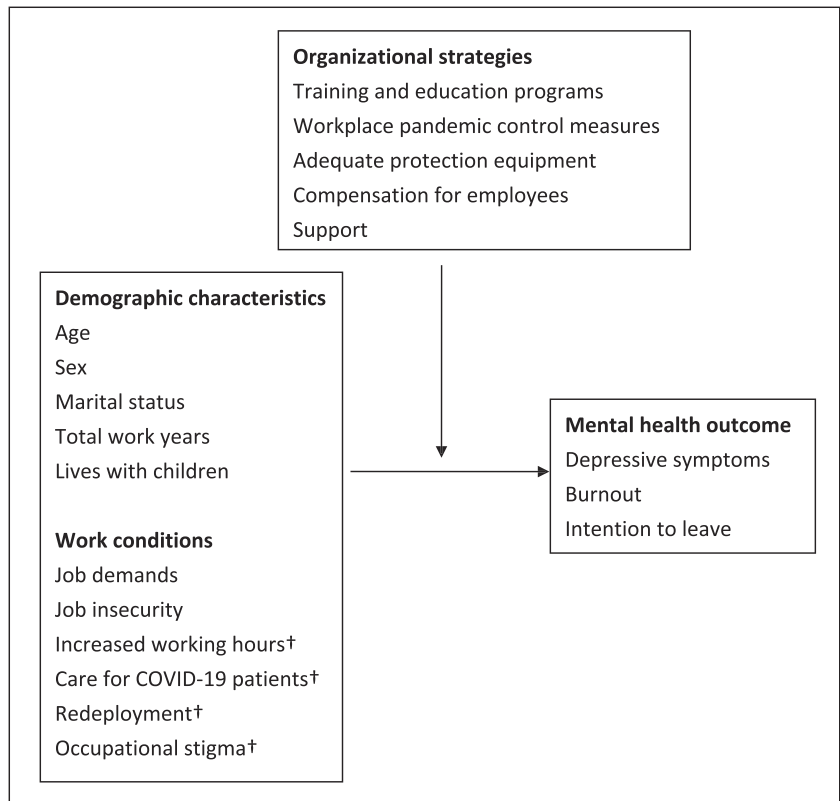 Organizational strategies
Training and education programs
Workplace pandemic control measures
Adequate protection equipment
Compensation for employees
Support
Demographic characteristics
Age
Sex
Marital status
Total work years
Lives with children
Work conditions
Job demands
Job insecurity
Increased working hours†
Care for COVID-19 patients†
Redeployment†
Occupational stigma†
Mental health outcome
Depressive symptoms
Burnout
Intention to leave